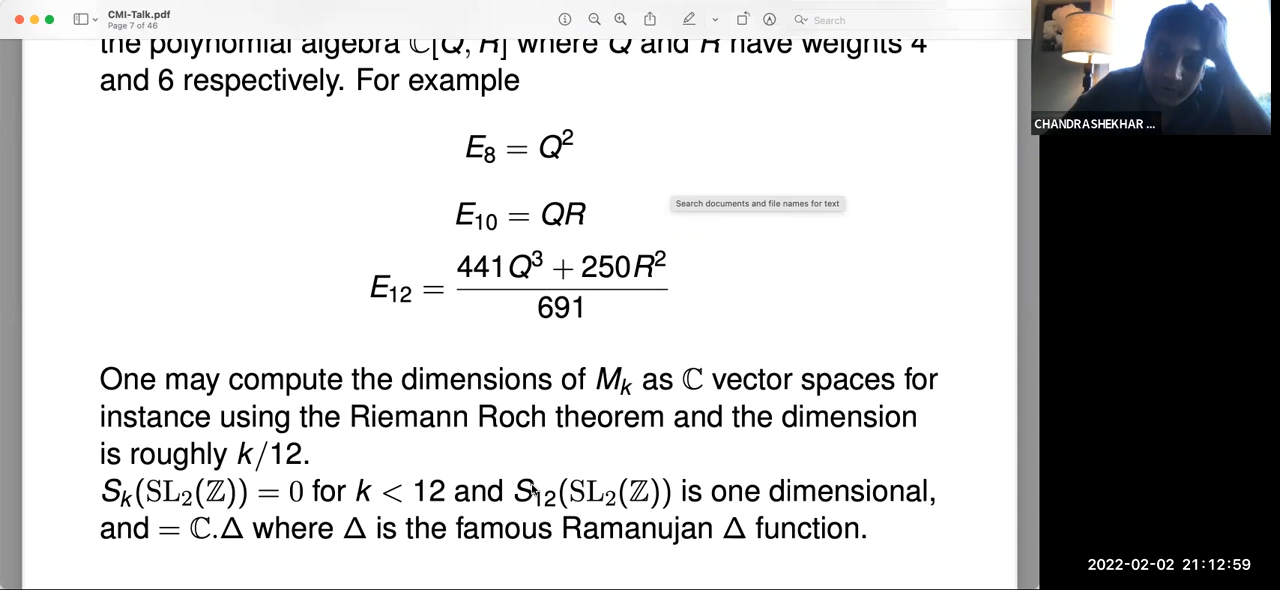 CMI-Talk.pdf
Page 7 of 46
Search
the polynomial algebra ℂ[Q, R] where Q and R have weights 4
and 6 respectively. For example
E₈ = Q²
Search documents and file names for text
E₁₀ = QR
E₁₂ = (441Q³ + 250R²) / 691
One may compute the dimensions of Mₖ as ℂ vector spaces for
instance using the Riemann Roch theorem and the dimension
is roughly k/12.
Sₖ(SL₂(ℤ)) = 0 for k < 12 and S₁₂(SL₂(ℤ)) is one dimensional,
and = ℂ.Δ where Δ is the famous Ramanujan Δ function.
CHANDRASHEKHAR ...
2022-02-02 21:12:59